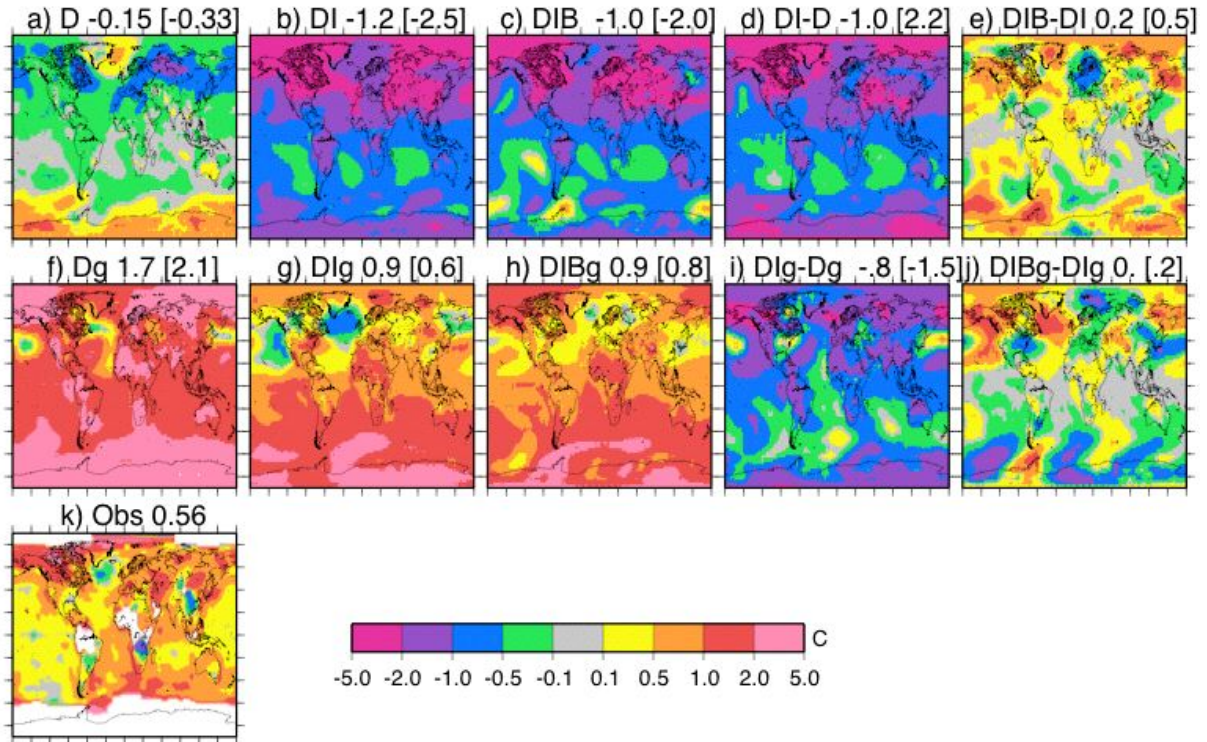 a) D -0.15 [-0.33]
b) DI -1.2 [-2.5]
c) DIB -1.0 [-2.0]
d) DI-D -1.0 [2.2]
e) DIB-DI 0.2 [0.5]
f) Dg 1.7 [2.1]
g) DIg 0.9 [0.6]
h) DIBg 0.9 [0.8]
i) DIg-Dg -.8 [-1.5]
j) DIBg-DIg 0. [.2]
k) Obs 0.56
C
-5.0 -2.0 -1.0 -0.5 -0.1 0.1 0.5 1.0 2.0 5.0